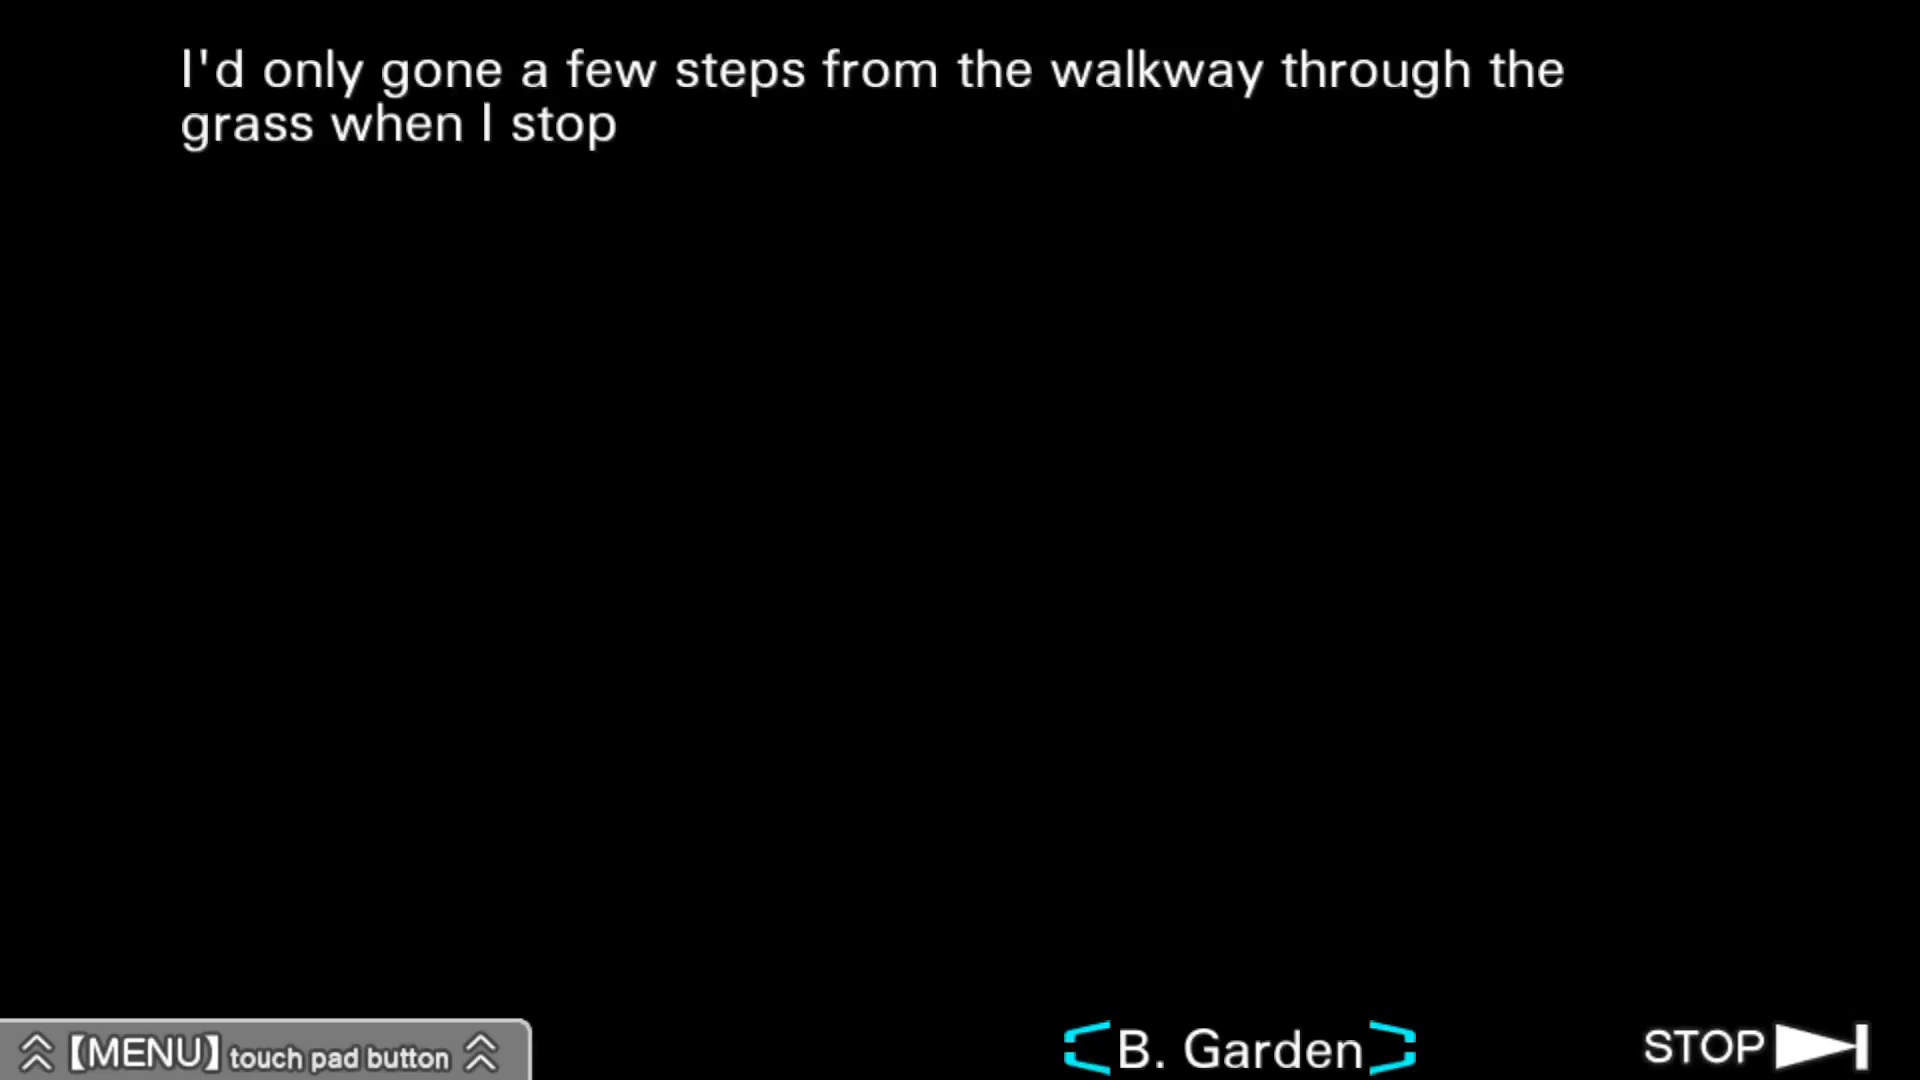 I'd only gone a few steps from the walkway through the
grass when I stop
【MENU】touch pad button
B. Garden
STOP